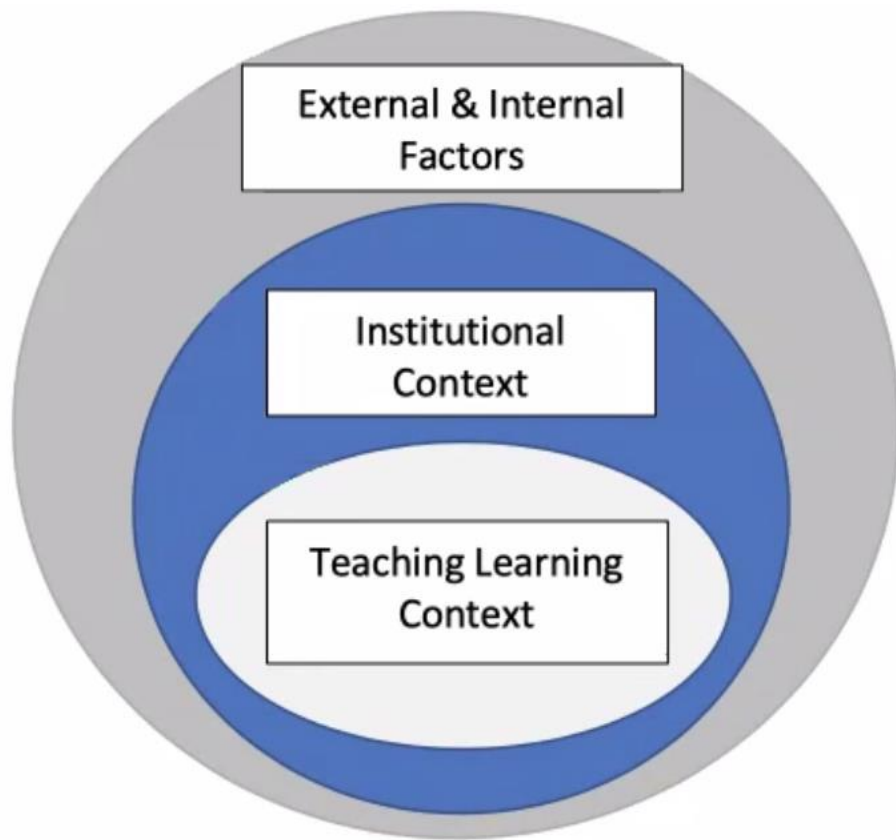 External & Internal
Factors
Institutional
Context
Teaching Learning
Context